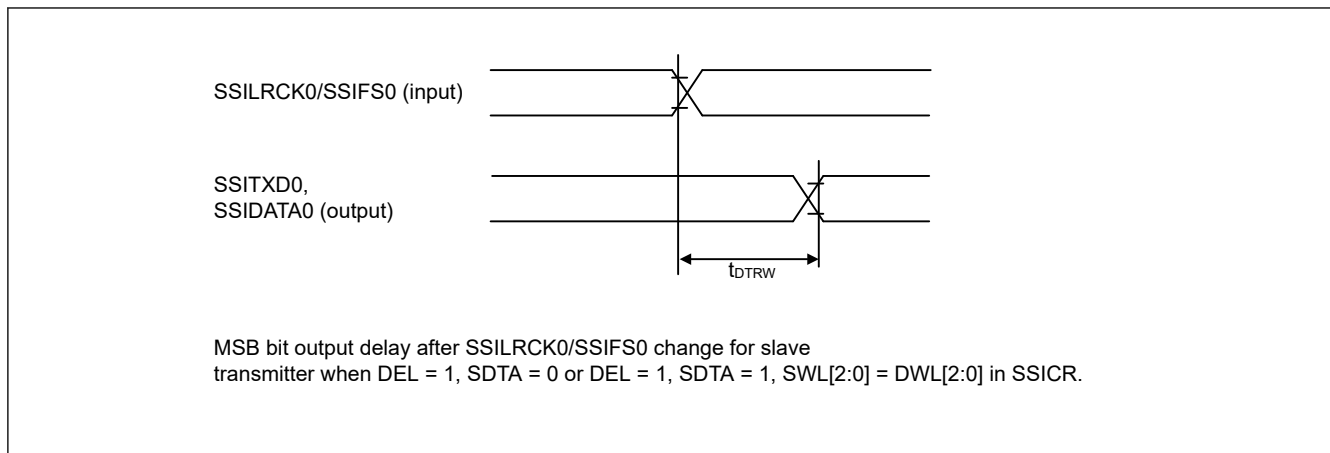 SSILRCK0/SSIFS0 (input)
SSITXD0,
SSIDATA0 (output)
tDTRW
MSB bit output delay after SSILRCK0/SSIFS0 change for slave
transmitter when DEL = 1, SDTA = 0 or DEL = 1, SDTA = 1, SWL[2:0] = DWL[2:0] in SSICR.